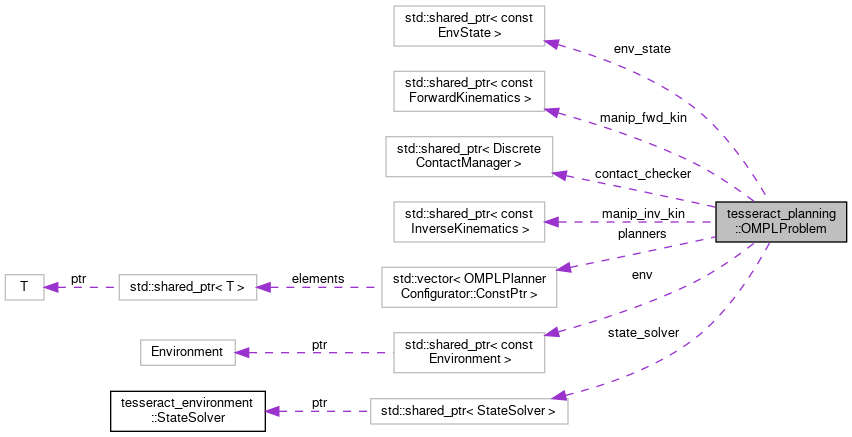 std::shared_ptr< const
EnvState >
env_state
std::shared_ptr< const
ForwardKinematics >
manip_fwd_kin
std::shared_ptr< Discrete
ContactManager >
contact_checker
tesseract_planning
::OMPLProblem
std::shared_ptr< const
InverseKinematics >
manip_inv_kin
planners
T
ptr
std::shared_ptr< T >
elements
std::vector< OMPLPlanner
Configurator::ConstPtr >
env
Environment
ptr
std::shared_ptr< const
Environment >
state_solver
tesseract_environment
::StateSolver
ptr
std::shared_ptr< StateSolver >